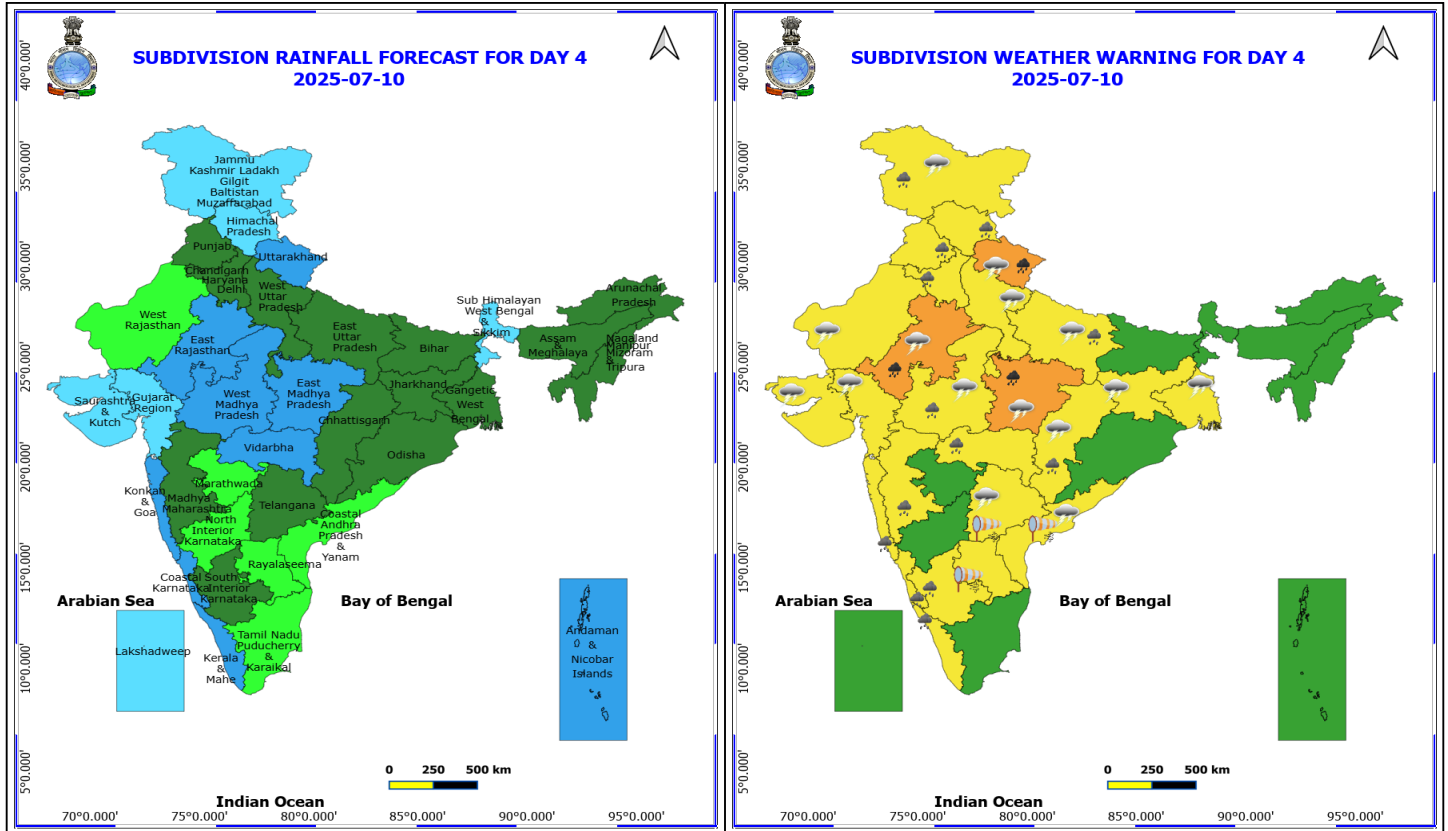 SUBDIVISION RAINFALL FORECAST FOR DAY 4
2025-07-10
40°0.000'
35°0.000'
30°0.000'
25°0.000'
20°0.000'
15°0.000'
10°0.000'
5°0.000'
Jammu
Kashmir Ladakh
Gilgit
Baltistan
Muzaffarabad
Himachal
Pradesh
Punjab
Uttarakhand
Chandigarh
Haryana
Delhi
West
Uttar
Pradesh
West
Rajasthan
East
Rajasthan
East
Uttar
Pradesh
Bihar
Sub Himalayan
West Bengal
&
Sikkim
Arunachal
Pradesh
Assam
&
Meghalaya
Nagaland
Manipur
Mizoram
&
Tripura
Saurashtra
&
Kutch
Gujarat
Region
West
Madhya
Pradesh
East
Madhya
Pradesh
Jharkhand
Gangetic
West
Bengal
Chhattisgarh
Vidarbha
Odisha
Konkan
&
Goa
Madhya
Maharashtra
Marathwada
Telangana
North
Interior
Karnataka
Coastal
Andhra
Pradesh
&
Yanam
Rayalaseema
Coastal
Karnataka
South
Interior
Karnataka
Tamil Nadu
Puducherry
&
Karaikal
Kerala
&
Mahe
Arabian Sea
Bay of Bengal
Lakshadweep
Andaman
&
Nicobar
Islands
0 250 500 km
Indian Ocean
70°0.000' 75°0.000' 80°0.000' 85°0.000' 90°0.000' 95°0.000'
SUBDIVISION WEATHER WARNING FOR DAY 4
2025-07-10
40°0.000'
35°0.000'
30°0.000'
25°0.000'
20°0.000'
15°0.000'
10°0.000'
5°0.000'
Arabian Sea
Bay of Bengal
0 250 500 km
Indian Ocean
70°0.000' 75°0.000' 80°0.000' 85°0.000' 90°0.000' 95°0.000'